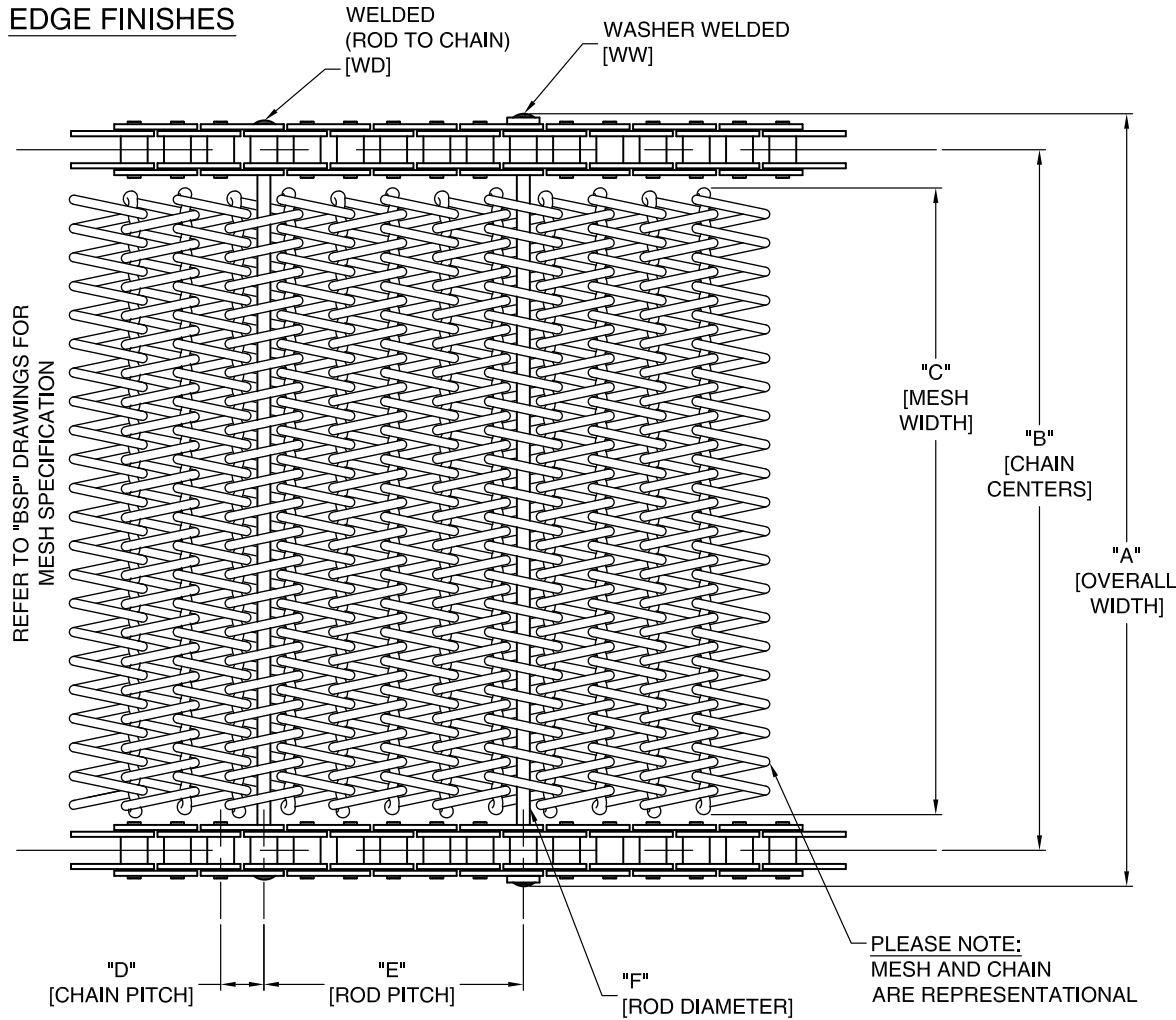 EDGE FINISHES
WELDED
(ROD TO CHAIN)
[WD]
WASHER WELDED
[WW]
REFER TO "BSP" DRAWINGS FOR
MESH SPECIFICATION
"C"
[MESH
WIDTH]
"B"
[CHAIN
CENTERS]
"A"
[OVERALL
WIDTH]
"D"
[CHAIN PITCH]
"E"
[ROD PITCH]
"F"
[ROD DIAMETER]
PLEASE NOTE:
MESH AND CHAIN
ARE REPRESENTATIONAL